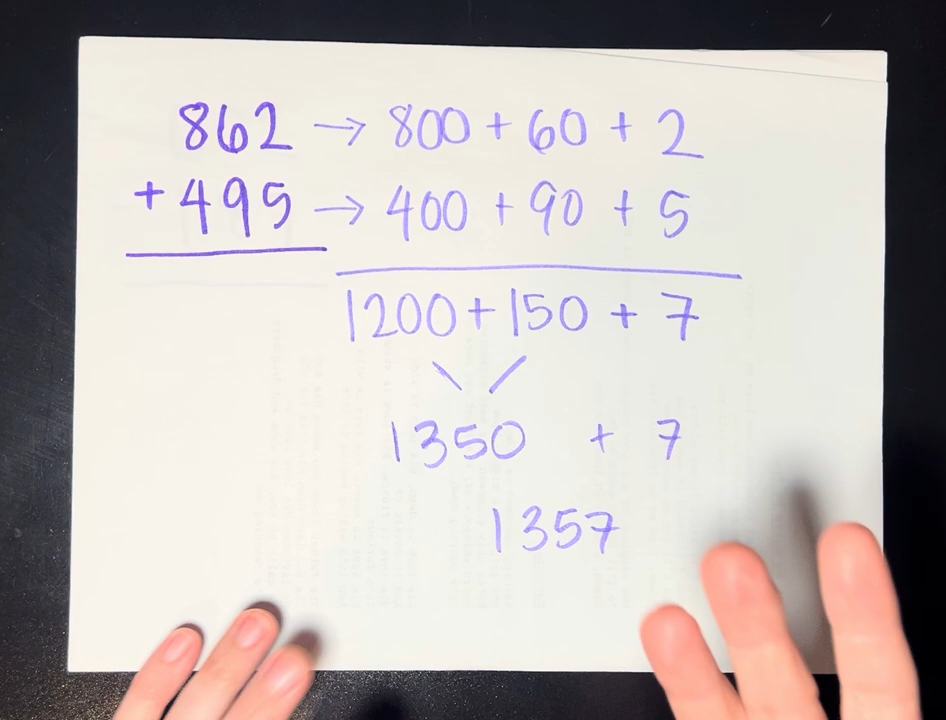 862 → 800 + 60 + 2
+ 495 → 400 + 90 + 5
1200 + 150 + 7
1350 + 7
1357